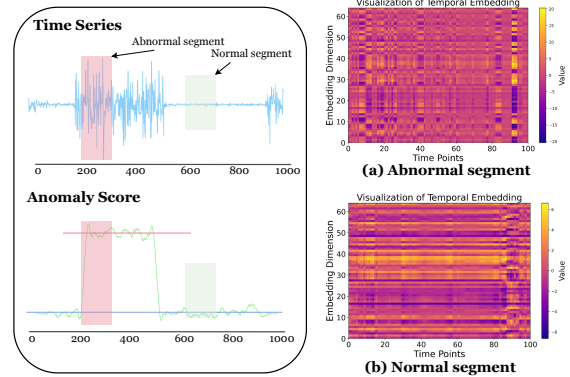 Time Series
Abnormal segment
Normal segment
0 200 400 600 800 1000
Anomaly Score
0 200 400 600 800 1000
Visualization of Temporal Embedding
Embedding Dimension
60
50
40
30
20
10
0
0 20 40 60 80 100
Time Points
20
15
10
5
0
-5
-10
-15
-20
Value
(a) Abnormal segment
Visualization of Temporal Embedding
Embedding Dimension
60
50
40
30
20
10
0
0 20 40 60 80 100
Time Points
6
4
2
0
-2
-4
-6
Value
(b) Normal segment